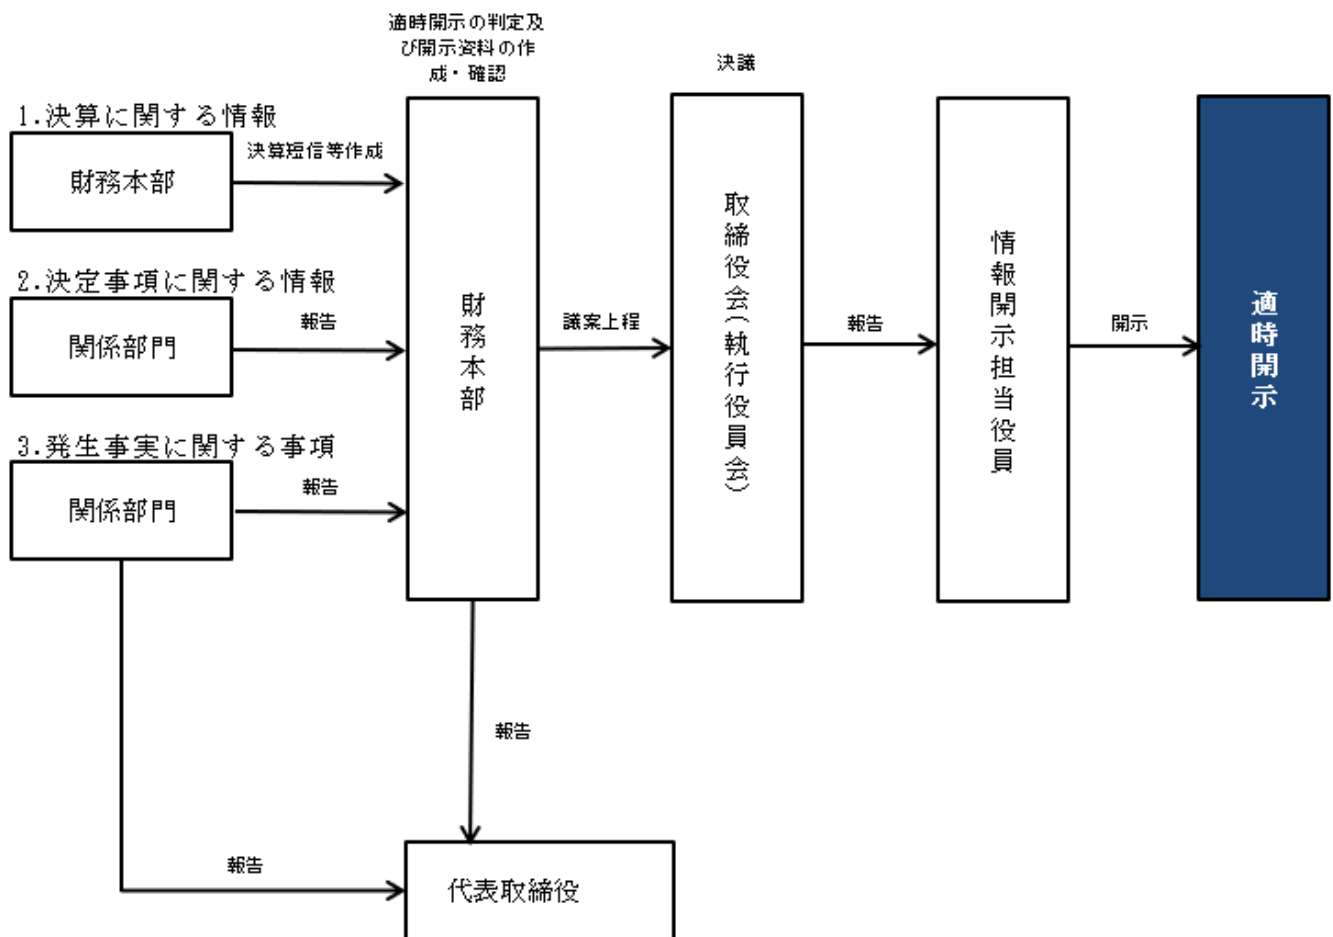 適時開示の判定及
び開示資料の作
成・確認
決議
1.決算に関する情報
決算短信等作成
財務本部
2.決定事項に関する情報
報告
関係部門
3.発生事実に関する事項
報告
関係部門
財務本部
議案上程
取締役会(執行役員会)
報告
情報開示担当役員
開示
適時開示
報告
報告
代表取締役